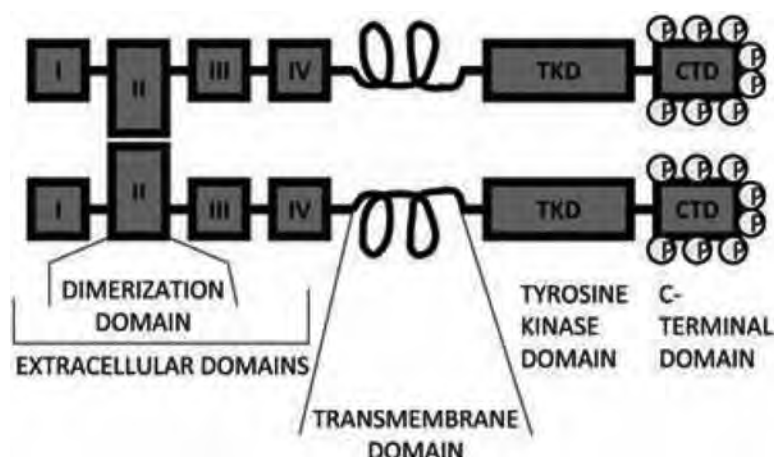 P P P
I II III IV TKD CTD P
P
P P P
P P P
I II III IV TKD CTD P
P
P P P
DIMERIZATION
DOMAIN
EXTRACELLULAR DOMAINS
TRANSMEMBRANE
DOMAIN
TYROSINE
KINASE
DOMAIN
C-
TERMINAL
DOMAIN